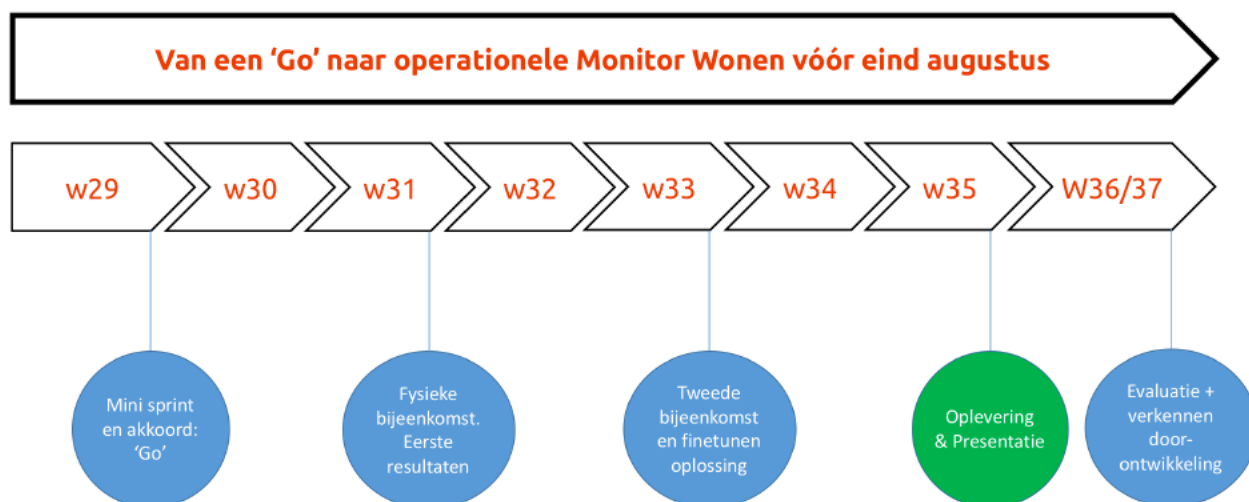 Van een ‘Go’ naar operationele Monitor Wonen vóór eind augustus
w29
w30
w31
w32
w33
w34
w35
W36/37
Mini sprint
en akkoord:
‘Go’
Fysieke
bijeenkomst.
Eerste
resultaten
Tweede
bijeenkomst
en finetunen
oplossing
Oplevering
& Presentatie
Evaluatie +
verkennen
door-
ontwikkeling